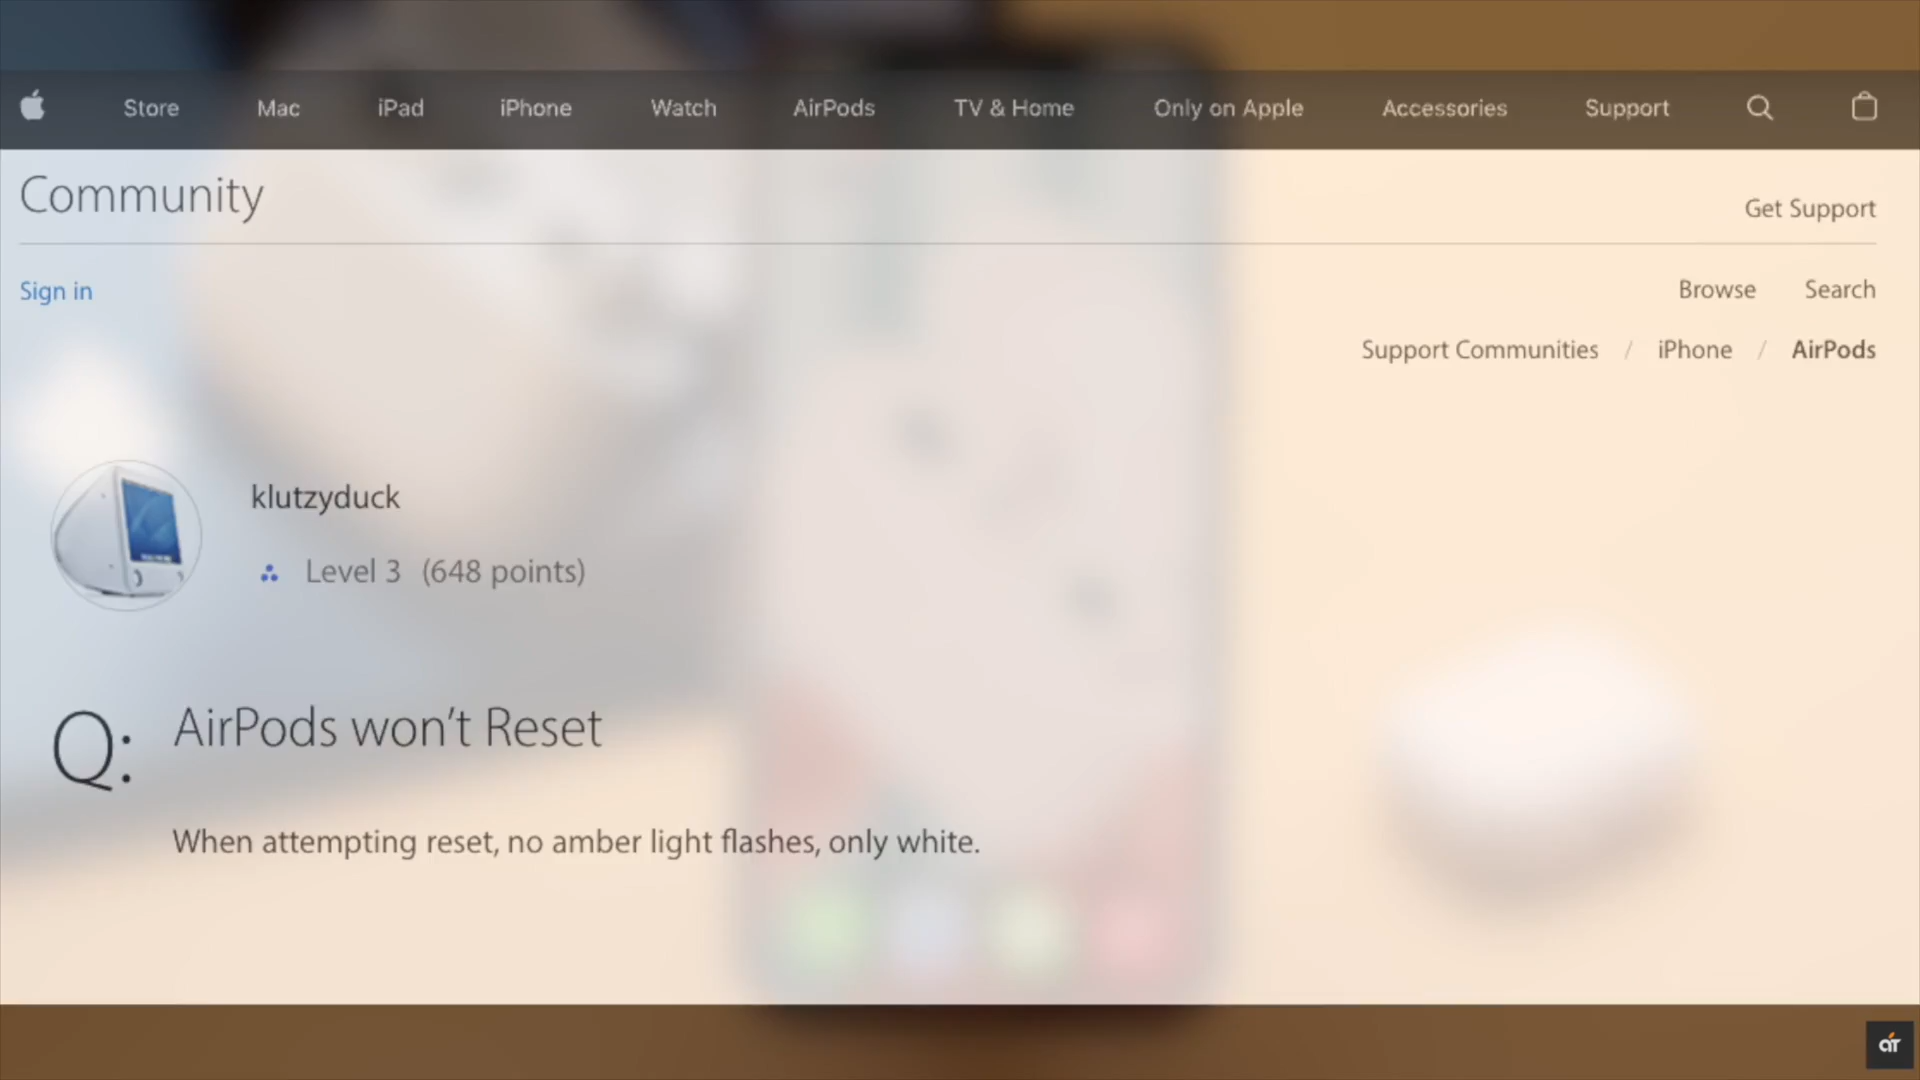 Store Mac iPad iPhone Watch AirPods TV & Home Only on Apple Accessories Support
Community
Get Support
Sign in
Browse Search
Support Communities / iPhone / AirPods
klutzyduck
Level 3 (648 points)
Q: AirPods won't Reset
When attempting reset, no amber light flashes, only white.
ar